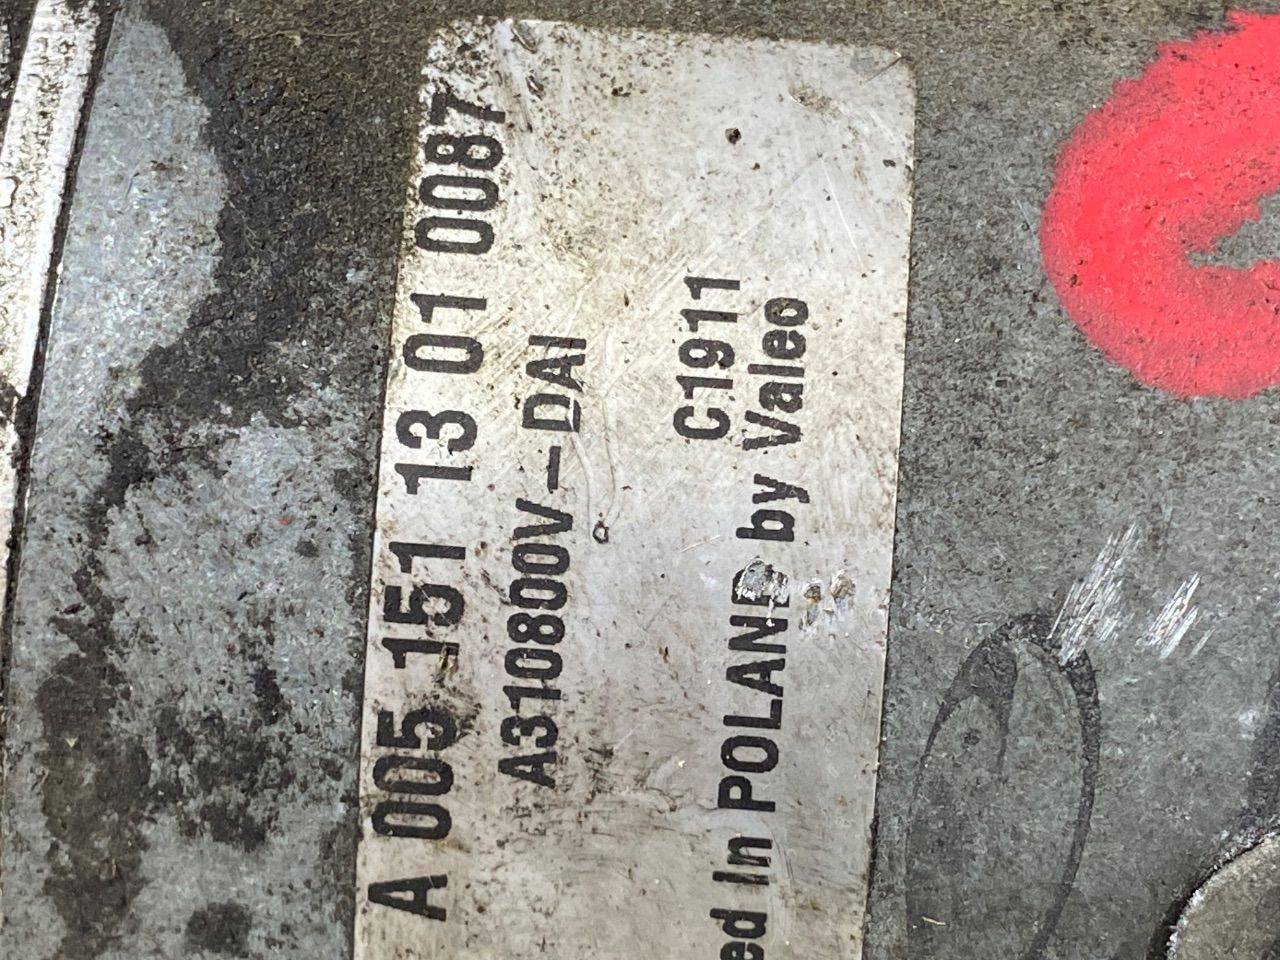 A 005 151 13 01 0087
A310800V-DAI
C1911
ed in POLAND by Valeo